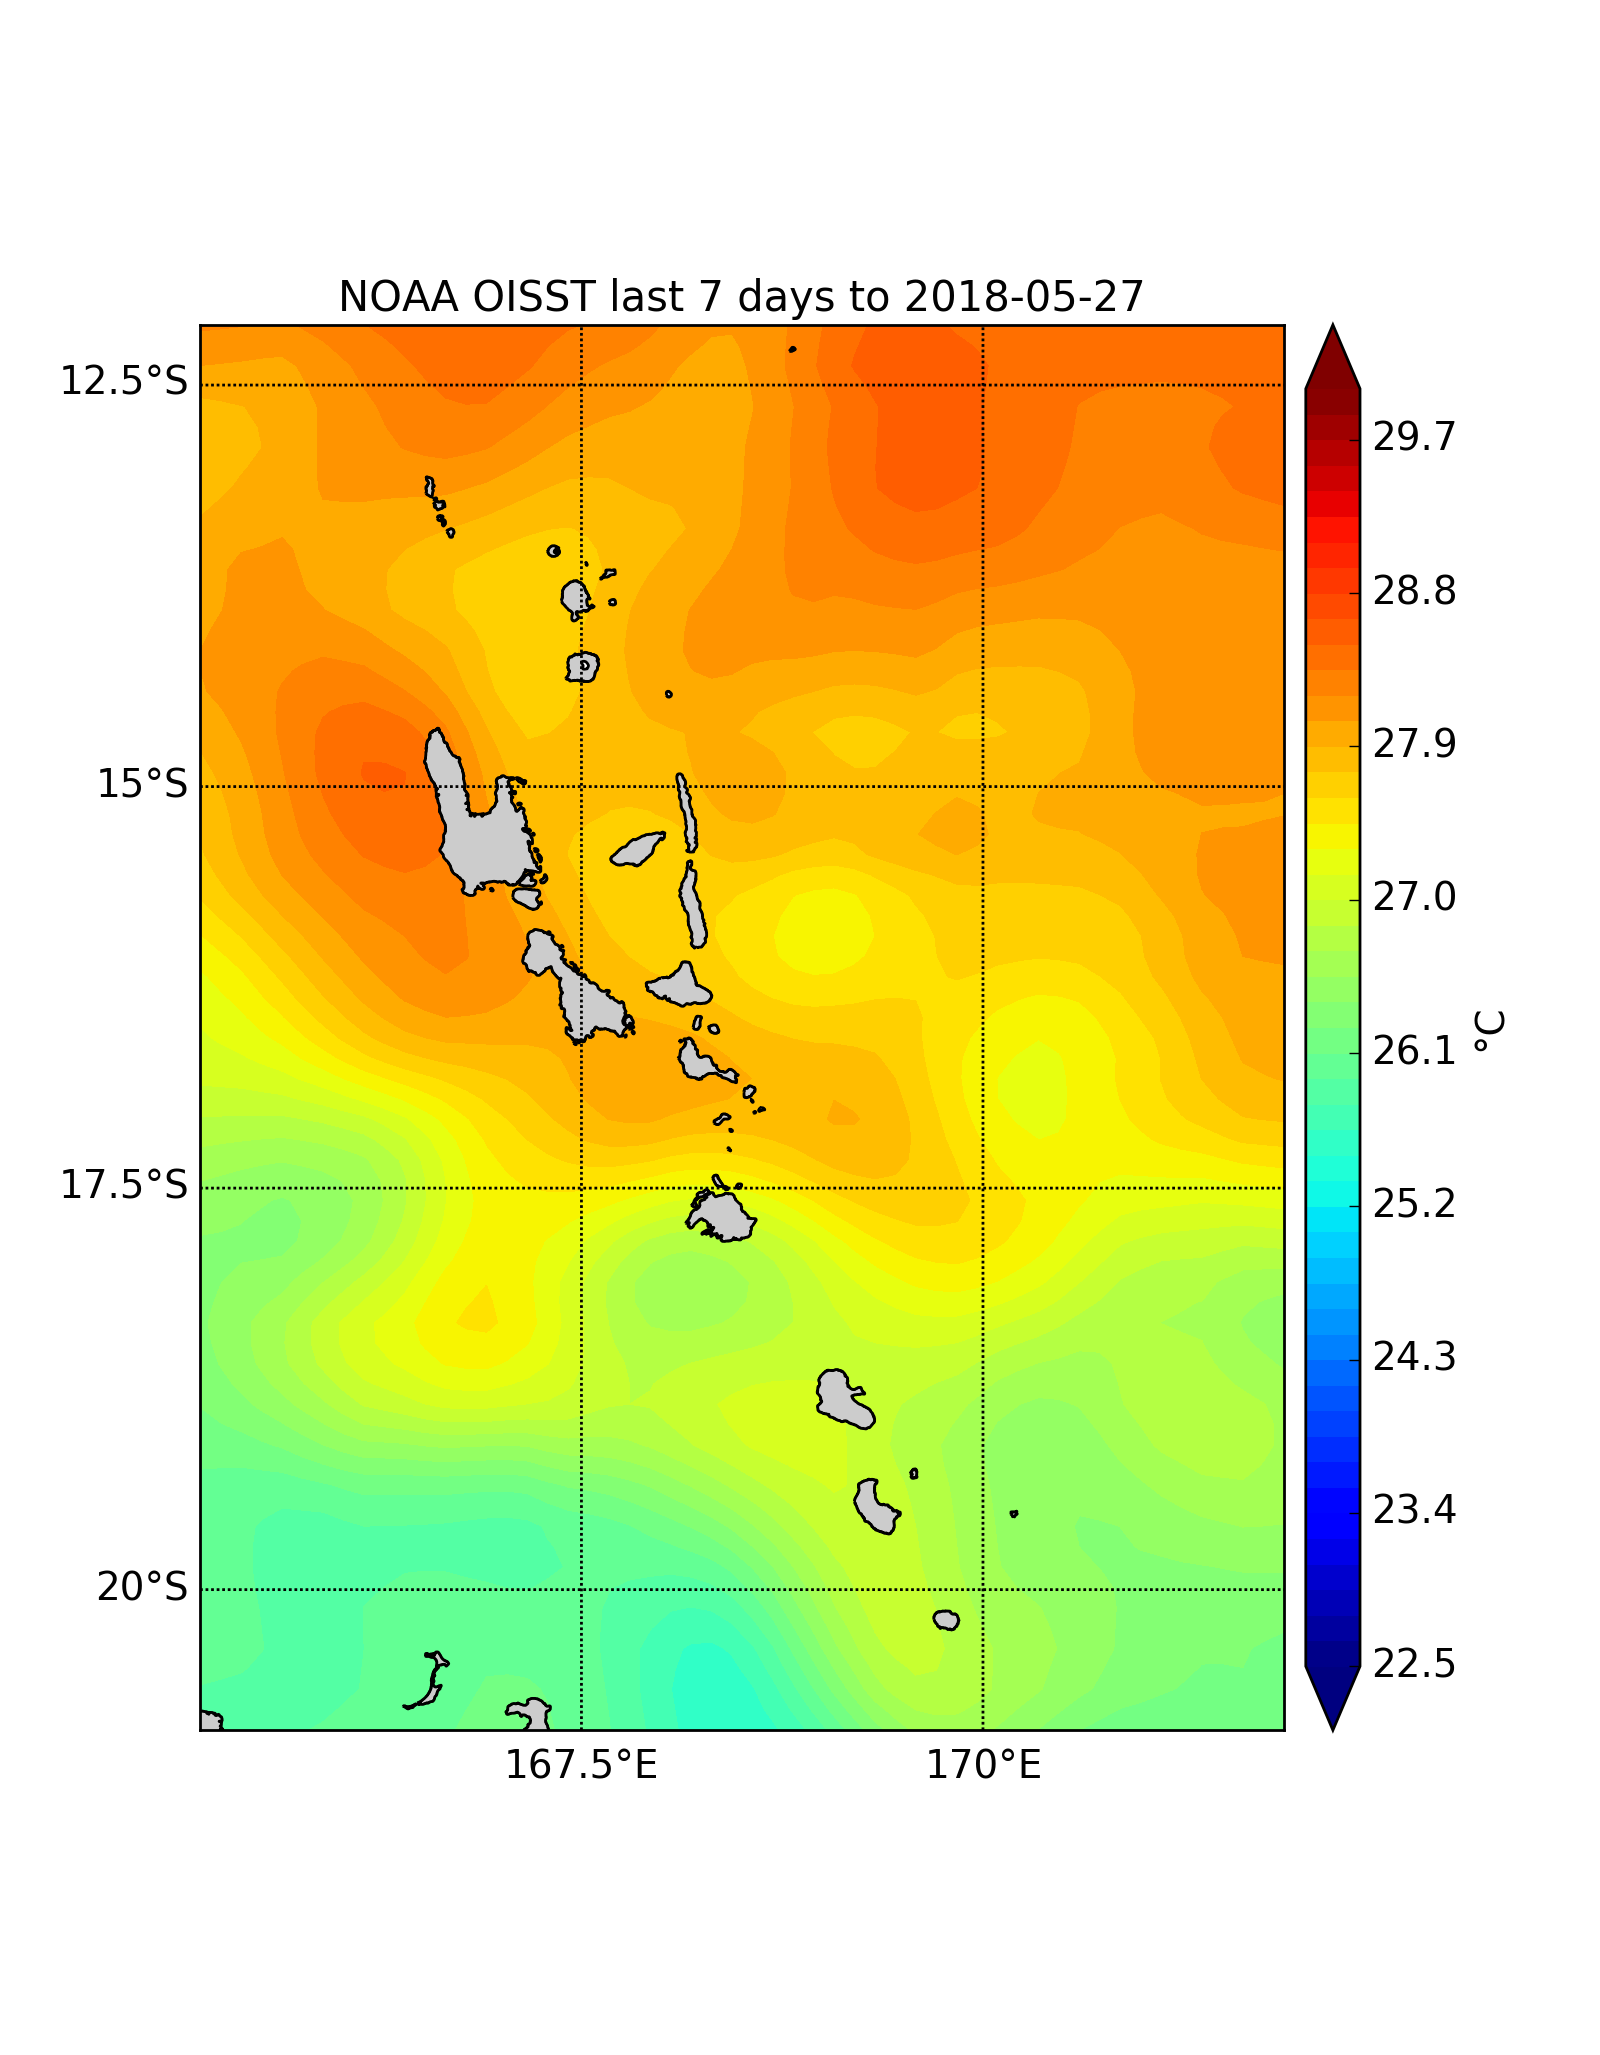 NOAA OISST last 7 days to 2018-05-27
12.5°S
15°S
17.5°S
20°S
167.5°E
170°E
29.7
28.8
27.9
27.0
26.1
25.2
24.3
23.4
22.5
°C